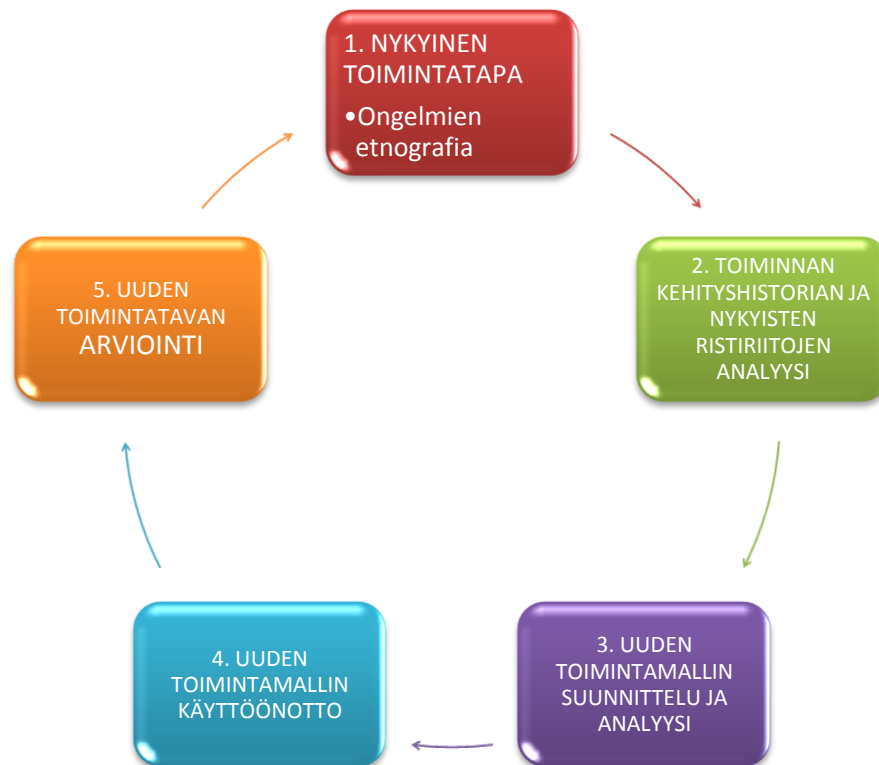 1. NYKYINEN
TOIMINTATAPA
•Ongelmien
etnografia
2. TOIMINNAN
KEHITYSHISTORIAN JA
NYKYISTEN
RISTIRIITOJEN
ANALYYSI
3. UUDEN
TOIMINTAMALLIN
SUUNNITTELU JA
ANALYYSI
4. UUDEN
TOIMINTAMALLIN
KÄYTTÖÖNOTTO
5. UUDEN
TOIMINTATAVAN
ARVIOINTI